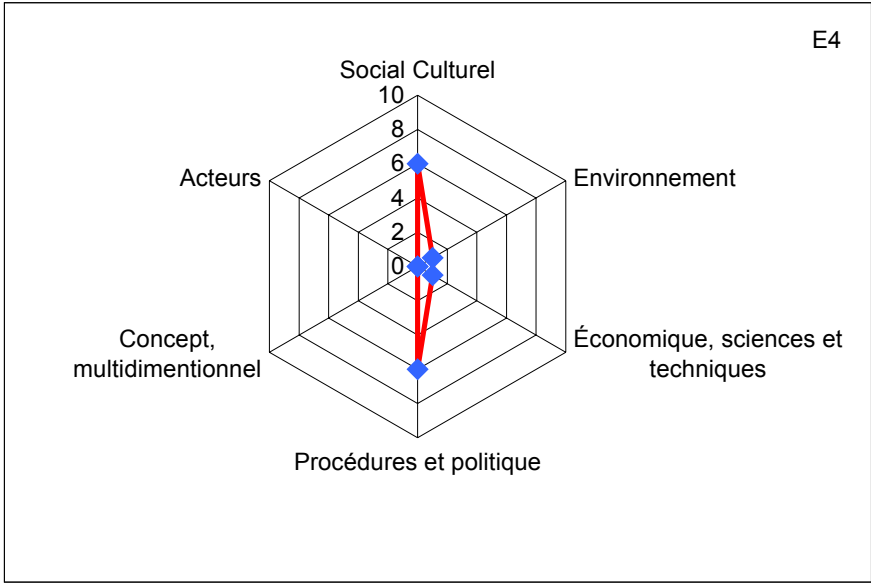 E4
Social Culturel
10
8
6
4
2
0
Acteurs
Environnement
Concept,
multidimentionnel
Économique, sciences et
techniques
Procédures et politique